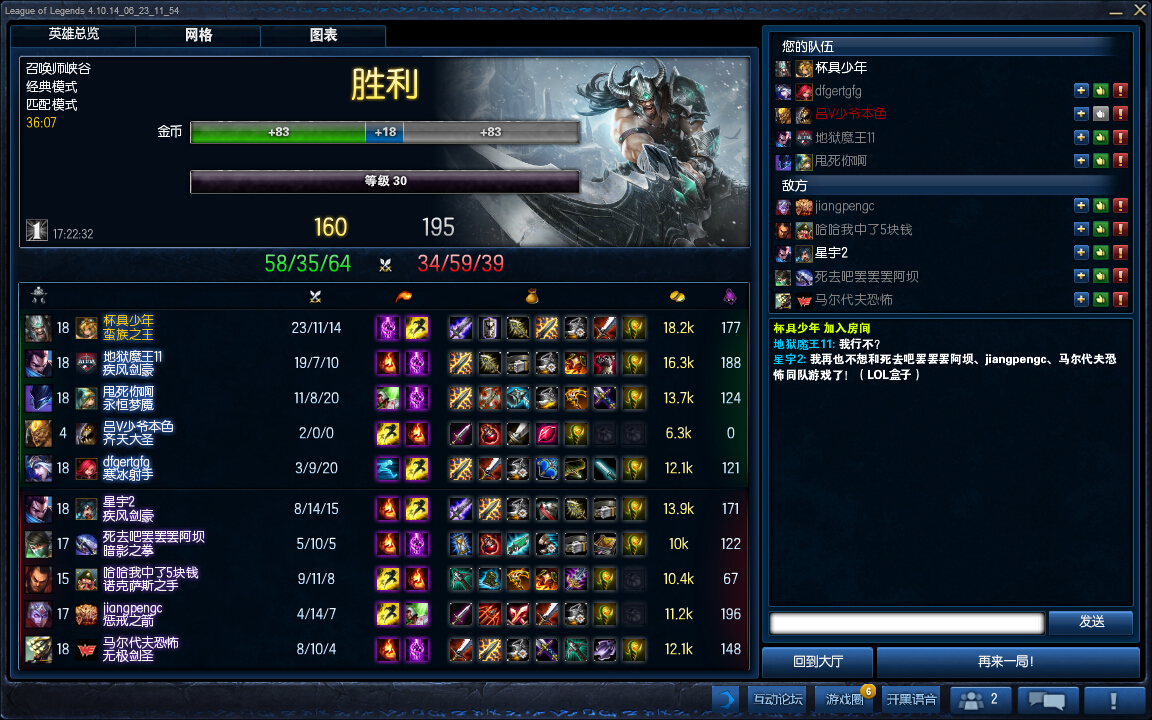 League of Legends 4.10.14_06_23_11_54
英雄总览 网格 图表
召唤师峡谷
经典模式
匹配模式
36:07
胜利
金币 +83 +18 +83
等级 30
1 17:22:32
160 195
58/35/64 34/59/39
18 杯具少年 蛮族之王 23/11/14 18.2k 177
18 地狱魔王11 疾风剑豪 19/7/10 16.3k 188
18 甩死你啊 永恒梦魇 11/8/20 13.7k 124
4 吕V少爷本色 齐天大圣 2/0/0 6.3k 0
18 dfgertgfg 寒冰射手 3/9/20 12.1k 121
18 星宇2 疾风剑豪 8/14/15 13.9k 171
17 死去吧罢罢罢阿坝 暗影之拳 5/10/5 10k 122
15 哈哈我中了5块钱 诺克萨斯之手 9/11/8 10.4k 67
17 jiangpengc 惩戒之箭 4/14/7 11.2k 196
18 马尔代夫恐怖 无极剑圣 8/10/4 12.1k 148
您的队伍
杯具少年
dfgertgfg
吕V少爷本色
地狱魔王11
甩死你啊
敌方
jiangpengc
哈哈我中了5块钱
星宇2
死去吧罢罢罢阿坝
马尔代夫恐怖
杯具少年 加入房间
地狱魔王11: 我行不？
星宇2: 我再也不想和死去吧罢罢罢阿坝、jiangpengc、马尔代夫恐
怖同队游戏了！（LOL盒子）
发送
回到大厅 再来一局!
互动论坛 游戏圈 6 开黑语音 2